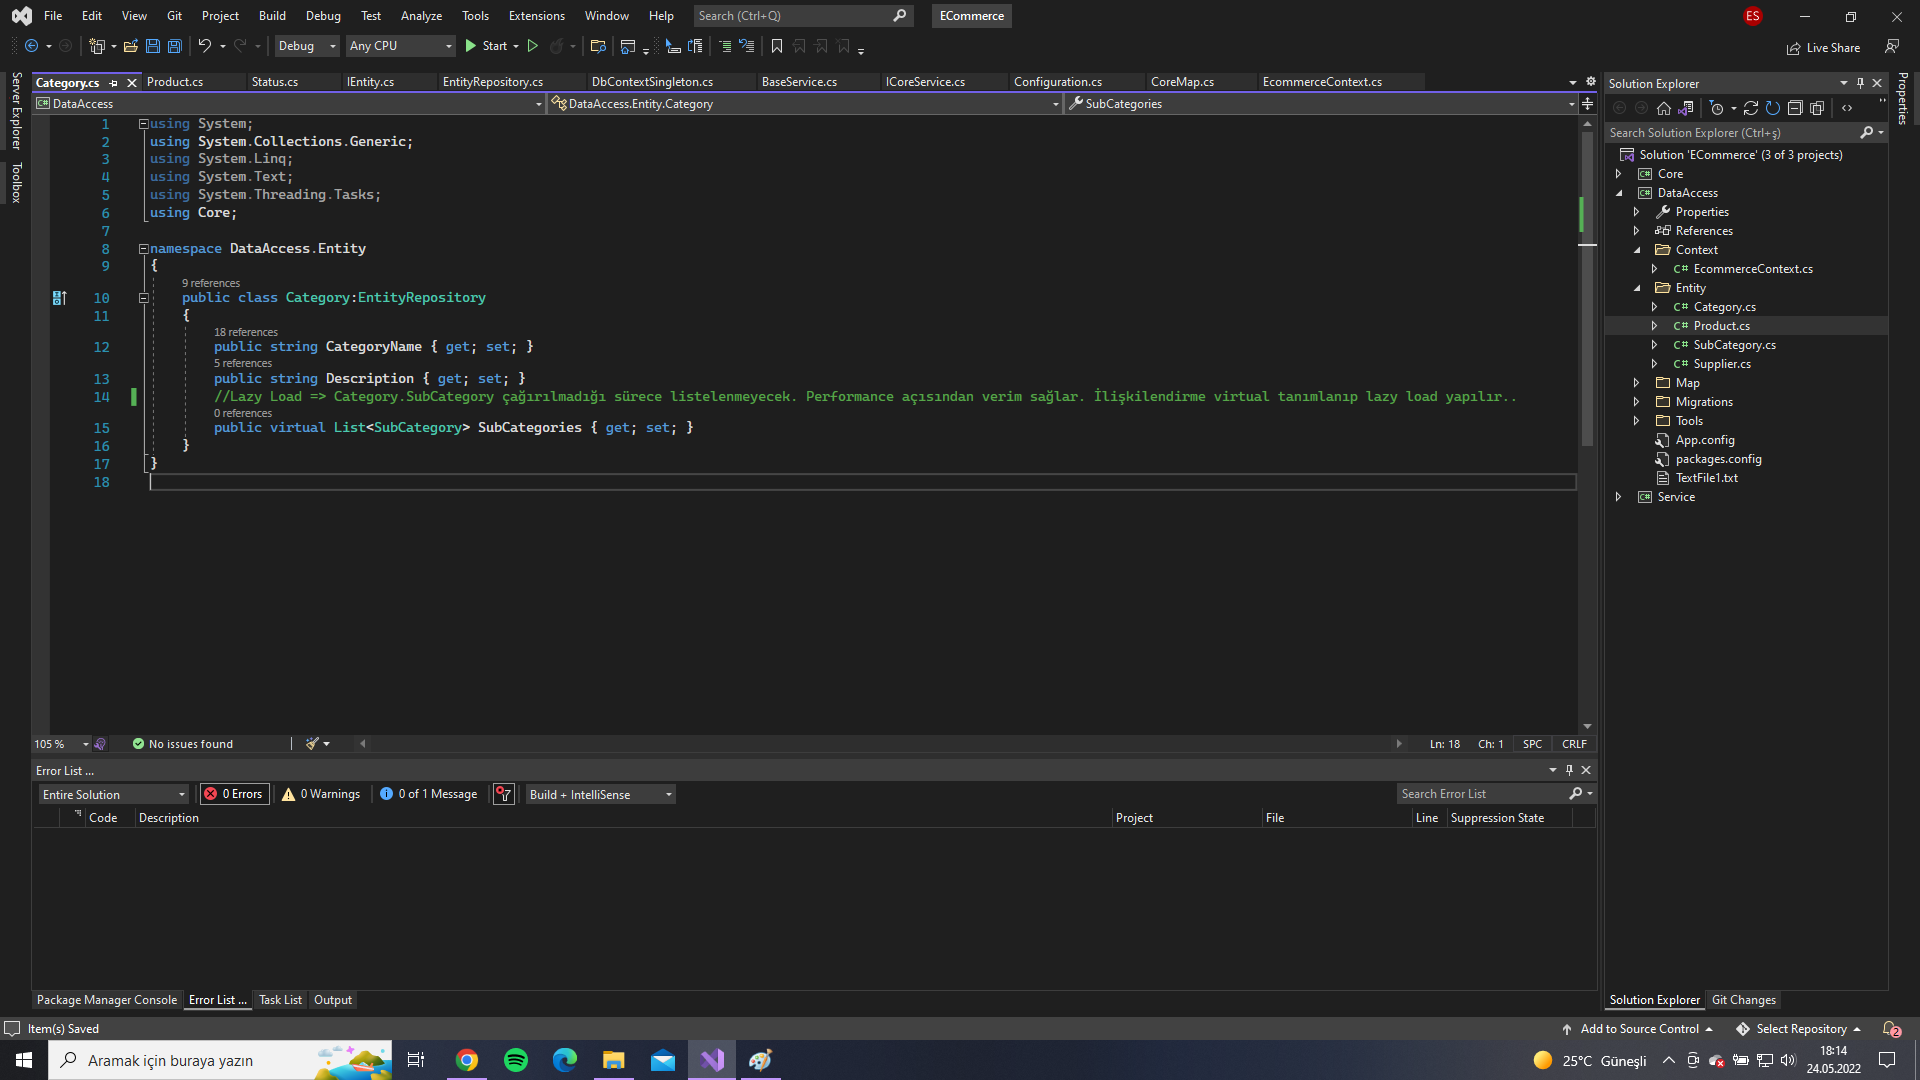 File Edit View Git Project Build Debug Test Analyze Tools Extensions Window Help Search (Ctrl+Q) ECommerce ES
Debug Any CPU Start Live Share
Server Explorer
Toolbox
Category.cs Product.cs Status.cs IEntity.cs EntityRepository.cs DbContextSingleton.cs BaseService.cs ICoreService.cs Configuration.cs CoreMap.cs EcommerceContext.cs
DataAccess DataAccess.Entity.Category SubCategories
1 using System;
2 using System.Collections.Generic;
3 using System.Linq;
4 using System.Text;
5 using System.Threading.Tasks;
6 using Core;
7
8 namespace DataAccess.Entity
9 {
9 references
10 public class Category:EntityRepository
11 {
18 references
12 public string CategoryName { get; set; }
5 references
13 public string Description { get; set; }
14 //Lazy Load => Category.SubCategory çağırılmadığı sürece listelenmeyecek. Performance açısından verim sağlar. İlişkilendirme virtual tanımlanıp lazy load yapılır..
0 references
15 public virtual List<SubCategory> SubCategories { get; set; }
16 }
17 }
18
105 % No issues found Ln: 18 Ch: 1 SPC CRLF
Error List ...
Entire Solution 0 Errors 0 Warnings 0 of 1 Message Build + IntelliSense Search Error List
Code Description Project File Line Suppression State
Package Manager Console Error List ... Task List Output
Solution Explorer
Search Solution Explorer (Ctrl+ş)
Solution 'ECommerce' (3 of 3 projects)
C# Core
C# DataAccess
Properties
References
Context
C# EcommerceContext.cs
Entity
C# Category.cs
C# Product.cs
C# SubCategory.cs
C# Supplier.cs
Map
Migrations
Tools
App.config
packages.config
TextFile1.txt
C# Service
Solution Explorer Git Changes
Properties
Item(s) Saved Add to Source Control Select Repository 2
Aramak için buraya yazın 25°C Güneşli 18:14
24.05.2022